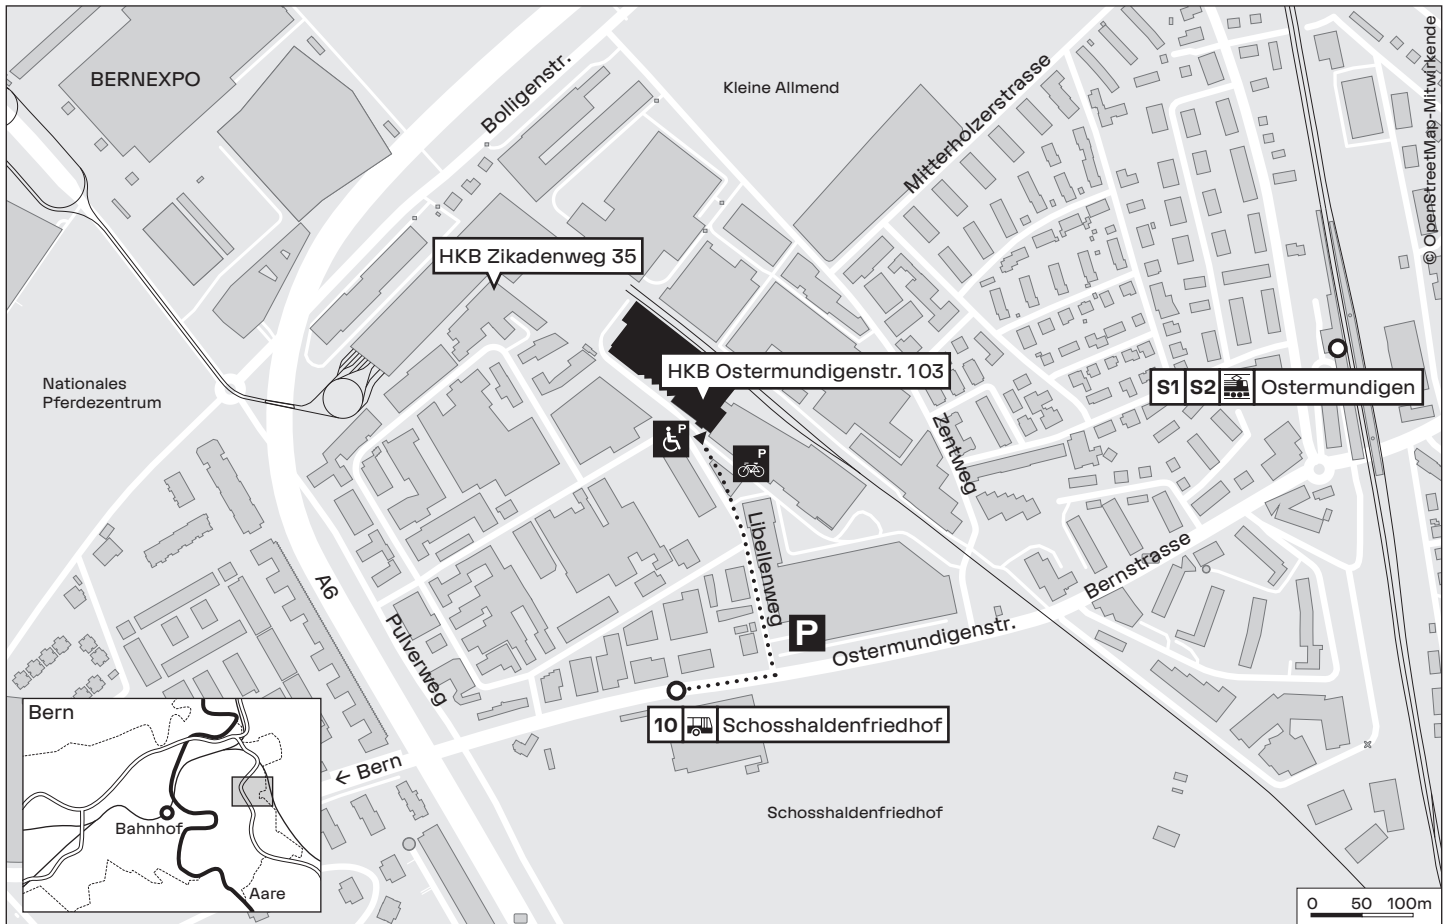 BERNEXPO
Bolligenstr.
Kleine Allmend
Mitterholzerstrasse
© OpenStreetMap-Mitwirkende
HKB Zikadenweg 35
HKB Ostermundigenstr. 103
Nationales
Pferdezentrum
S1 S2 Ostermundigen
P
P
Zentweg
Libellenweg
Bernstrasse
A6
Pulverweg
P
Ostermundigenstr.
10 Schosshaldenfriedhof
← Bern
Schosshaldenfriedhof
Bern
Bahnhof
Aare
0 50 100m